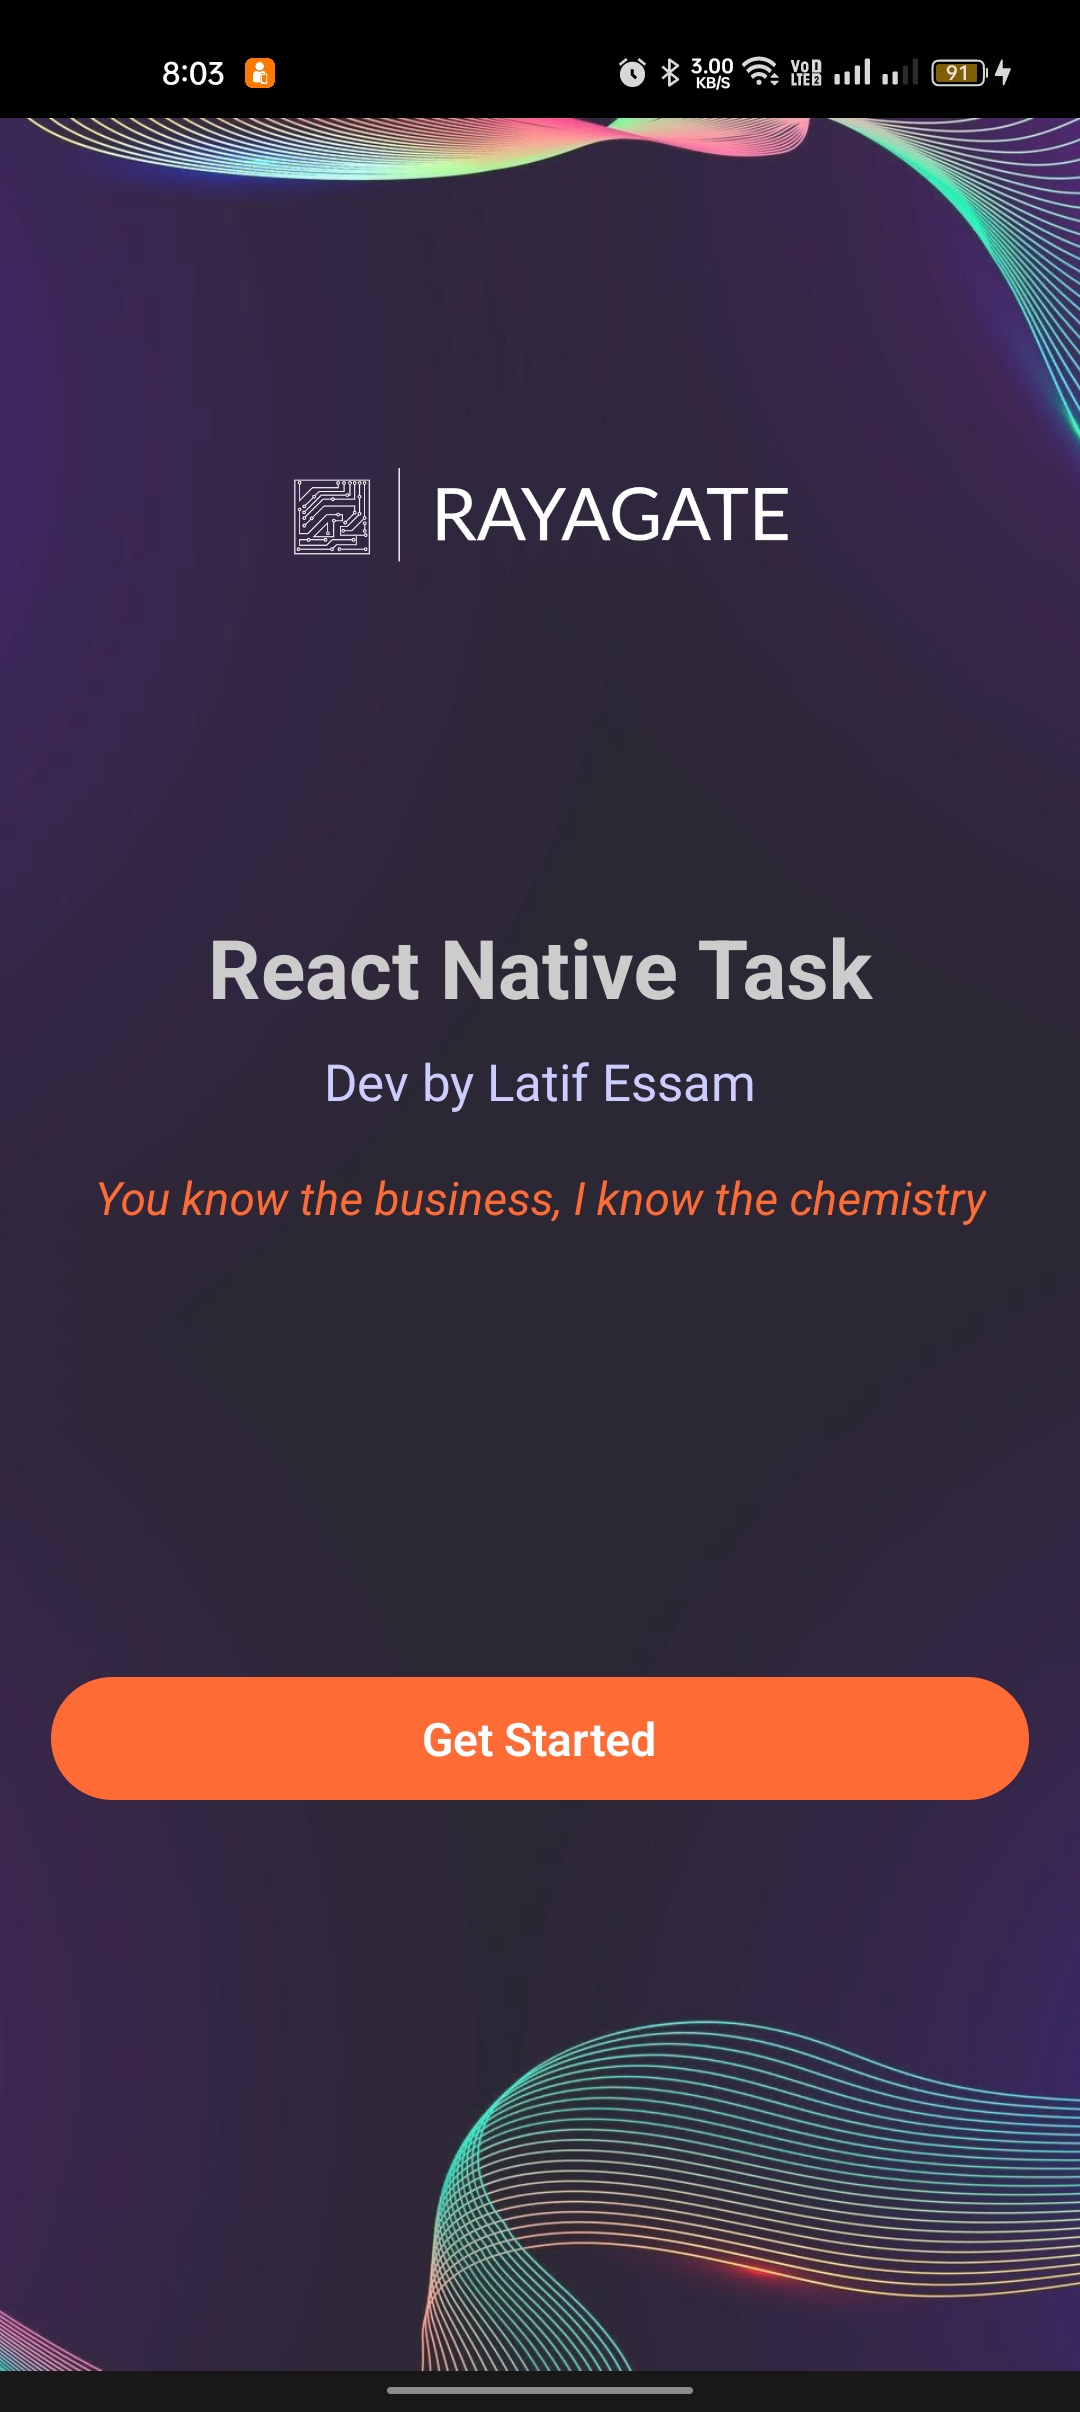 8:03
3.00
KB/S
Vo 1
LTE 2
91
RAYAGATE
React Native Task
Dev by Latif Essam
You know the business, I know the chemistry
Get Started